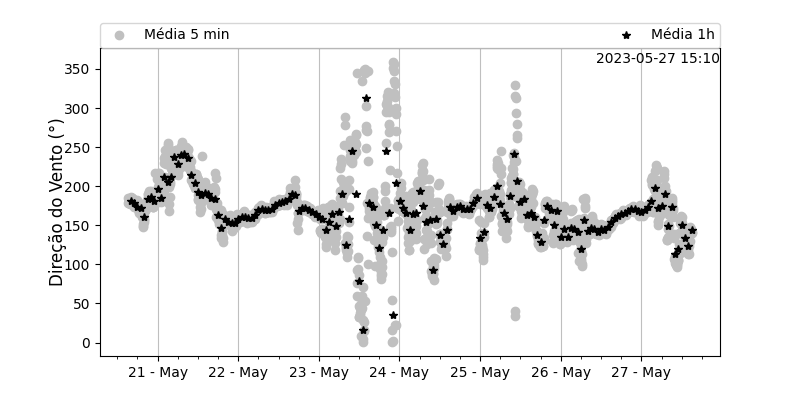 Média 5 min
Média 1h
2023-05-27 15:10
Direção do Vento (°)
350
300
250
200
150
100
50
0
21 - May
22 - May
23 - May
24 - May
25 - May
26 - May
27 - May